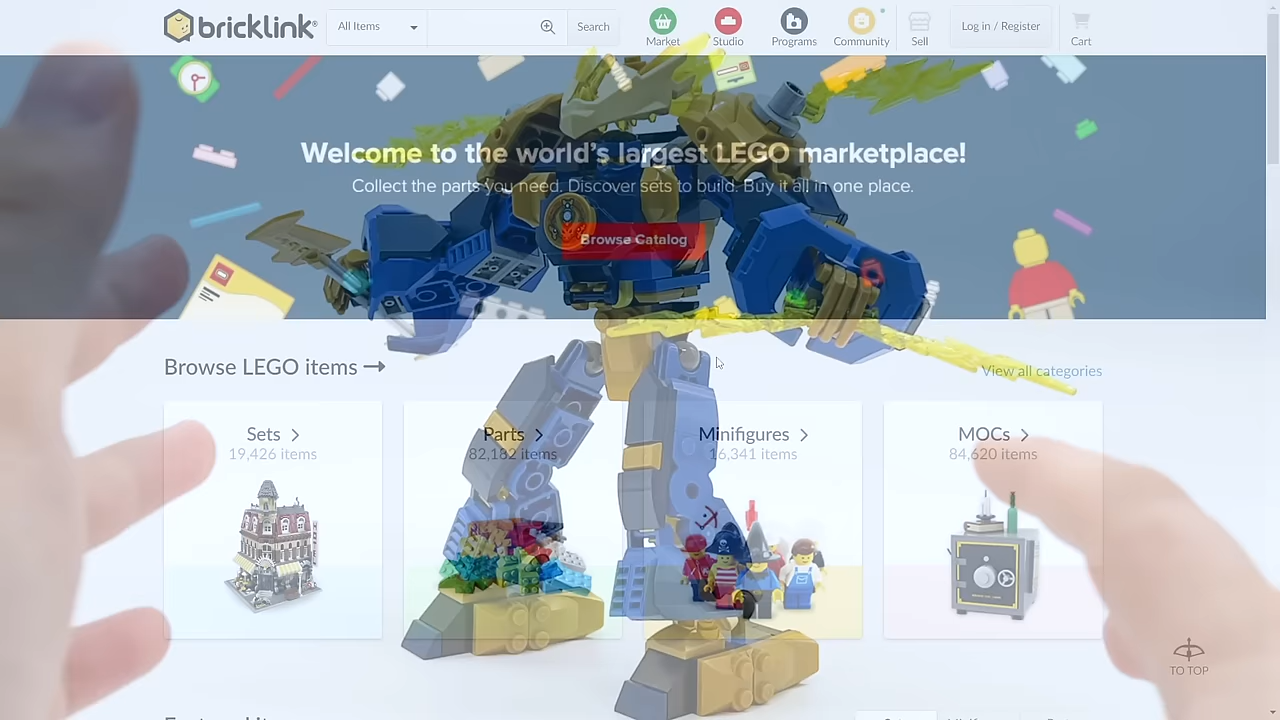 bricklink®
All Items
Search
Market
Studio
Programs
Community
Sell
Log in / Register
Cart
Welcome to the world's largest LEGO marketplace!
Collect the parts you need. Discover sets to build. Buy it all in one place.
Browse Catalog
Browse LEGO items
View all categories
Sets
19,426 items
Parts
82,182 items
Minifigures
16,341 items
MOCs
84,620 items
TO TOP